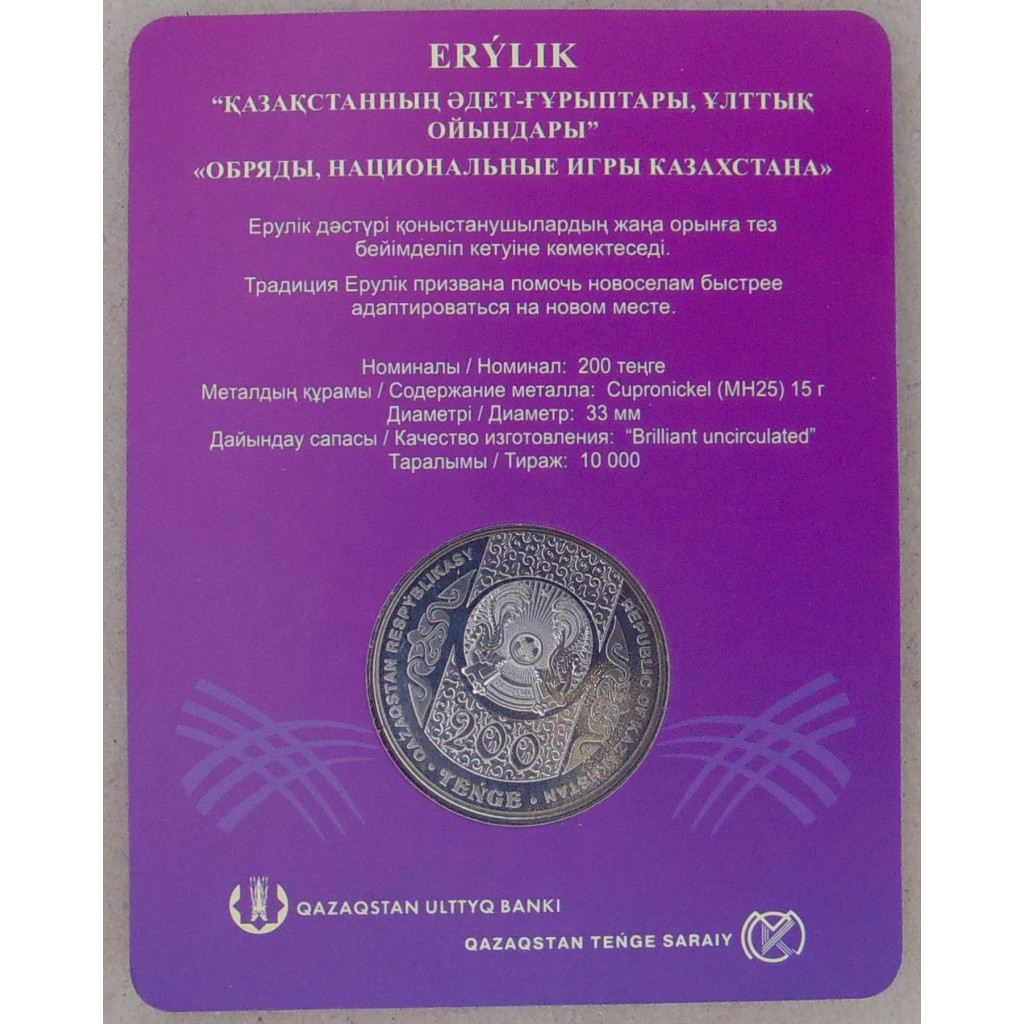 ERÝLIK
“ҚАЗАҚСТАННЫҢ ӘДЕТ-ҒҰРЫПТАРЫ, ҰЛТТЫҚ
ОЙЫНДАРЫ”
«ОБРЯДЫ, НАЦИОНАЛЬНЫЕ ИГРЫ КАЗАХСТАНА»
Ерулік дәстүрі қоныстанушылардың жаңа орынға тез
бейімделіп кетуіне көмектеседі.
Традиция Ерулік призвана помочь новоселам быстрее
адаптироваться на новом месте.
Номиналы / Номинал: 200 теңге
Металдың құрамы / Содержание металла: Cupronickel (МН25) 15 г
Диаметрі / Диаметр: 33 мм
Дайындау сапасы / Качество изготовления: “Brilliant uncirculated”
Таралымы / Тираж: 10 000
QAZAQSTAN RESPÝBLIKASY
REPUBLIC OF KAZAKHSTAN
200
• TEŃGE •
QAZAQSTAN ULTTYQ BANKI
QAZAQSTAN TEŃGE SARAIY